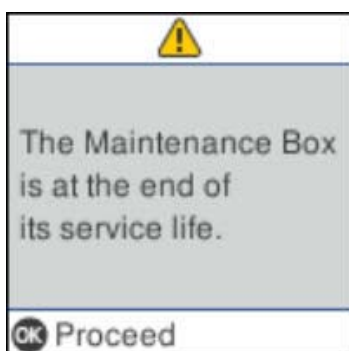 The Maintenance Box
is at the end of
its service life.
OK Proceed